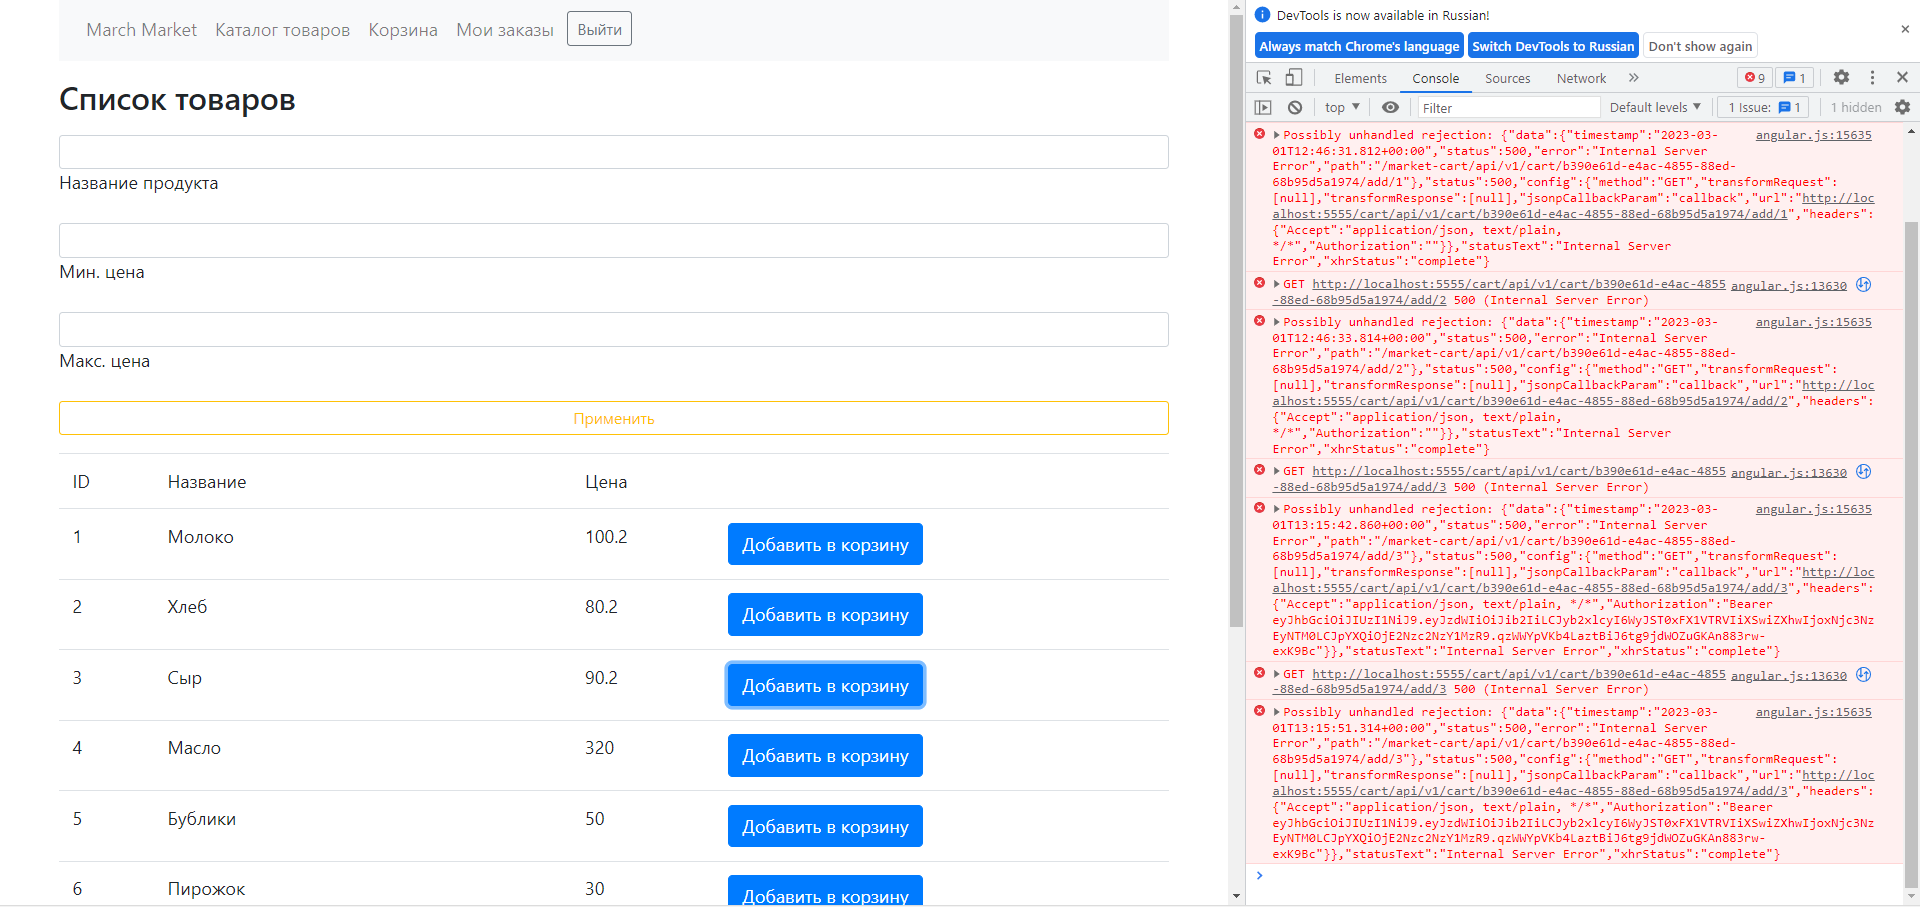 March Market Каталог товаров Корзина Мои заказы Выйти
Список товаров
Название продукта
Мин. цена
Макс. цена
Применить
ID Название Цена
1 Молоко 100.2 Добавить в корзину
2 Хлеб 80.2 Добавить в корзину
3 Сыр 90.2 Добавить в корзину
4 Масло 320 Добавить в корзину
5 Бублики 50 Добавить в корзину
6 Пирожок 30 Добавить в корзину
DevTools is now available in Russian!
Always match Chrome's language Switch DevTools to Russian Don't show again
Elements Console Sources Network 9 1
top Filter Default levels 1 Issue: 1 1 hidden
Possibly unhandled rejection: {"data":{"timestamp":"2023-03- angular.js:15635
01T12:46:31.812+00:00","status":500,"error":"Internal Server
Error","path":"/market-cart/api/v1/cart/b390e61d-e4ac-4855-88ed-
68b95d5a1974/add/1"},"status":500,"config":{"method":"GET","transformRequest":
[null],"transformResponse":[null],"jsonpCallbackParam":"callback","url":"http://loc
alhost:5555/cart/api/v1/cart/b390e61d-e4ac-4855-88ed-68b95d5a1974/add/1","headers":
{"Accept":"application/json, text/plain,
*/*","Authorization":""}},"statusText":"Internal Server
Error","xhrStatus":"complete"}
GET http://localhost:5555/cart/api/v1/cart/b390e61d-e4ac-4855 angular.js:13630
-88ed-68b95d5a1974/add/2 500 (Internal Server Error)
Possibly unhandled rejection: {"data":{"timestamp":"2023-03- angular.js:15635
01T12:46:33.814+00:00","status":500,"error":"Internal Server
Error","path":"/market-cart/api/v1/cart/b390e61d-e4ac-4855-88ed-
68b95d5a1974/add/2"},"status":500,"config":{"method":"GET","transformRequest":
[null],"transformResponse":[null],"jsonpCallbackParam":"callback","url":"http://loc
alhost:5555/cart/api/v1/cart/b390e61d-e4ac-4855-88ed-68b95d5a1974/add/2","headers":
{"Accept":"application/json, text/plain,
*/*","Authorization":""}},"statusText":"Internal Server
Error","xhrStatus":"complete"}
GET http://localhost:5555/cart/api/v1/cart/b390e61d-e4ac-4855 angular.js:13630
-88ed-68b95d5a1974/add/3 500 (Internal Server Error)
Possibly unhandled rejection: {"data":{"timestamp":"2023-03- angular.js:15635
01T13:15:42.860+00:00","status":500,"error":"Internal Server
Error","path":"/market-cart/api/v1/cart/b390e61d-e4ac-4855-88ed-
68b95d5a1974/add/3"},"status":500,"config":{"method":"GET","transformRequest":
[null],"transformResponse":[null],"jsonpCallbackParam":"callback","url":"http://loc
alhost:5555/cart/api/v1/cart/b390e61d-e4ac-4855-88ed-68b95d5a1974/add/3","headers":
{"Accept":"application/json, text/plain, */*","Authorization":"Bearer
eyJhbGciOiJIUzI1NiJ9.eyJzdWIiOiJib2IiLCJyb2xlcyI6WyJST0xFX1VTRVIiXSwiZXhwIjoxNjc3Nz
EyNTM0LCJpYXQiOjE2Nzc2NzY1MzR9.qzWWYpVKb4LaztBiJ6tg9jdWOZuGKAn883rw-
exK9Bc"}},"statusText":"Internal Server Error","xhrStatus":"complete"}
GET http://localhost:5555/cart/api/v1/cart/b390e61d-e4ac-4855 angular.js:13630
-88ed-68b95d5a1974/add/3 500 (Internal Server Error)
Possibly unhandled rejection: {"data":{"timestamp":"2023-03- angular.js:15635
01T13:15:51.314+00:00","status":500,"error":"Internal Server
Error","path":"/market-cart/api/v1/cart/b390e61d-e4ac-4855-88ed-
68b95d5a1974/add/3"},"status":500,"config":{"method":"GET","transformRequest":
[null],"transformResponse":[null],"jsonpCallbackParam":"callback","url":"http://loc
alhost:5555/cart/api/v1/cart/b390e61d-e4ac-4855-88ed-68b95d5a1974/add/3","headers":
{"Accept":"application/json, text/plain, */*","Authorization":"Bearer
eyJhbGciOiJIUzI1NiJ9.eyJzdWIiOiJib2IiLCJyb2xlcyI6WyJST0xFX1VTRVIiXSwiZXhwIjoxNjc3Nz
EyNTM0LCJpYXQiOjE2Nzc2NzY1MzR9.qzWWYpVKb4LaztBiJ6tg9jdWOZuGKAn883rw-
exK9Bc"}},"statusText":"Internal Server Error","xhrStatus":"complete"}